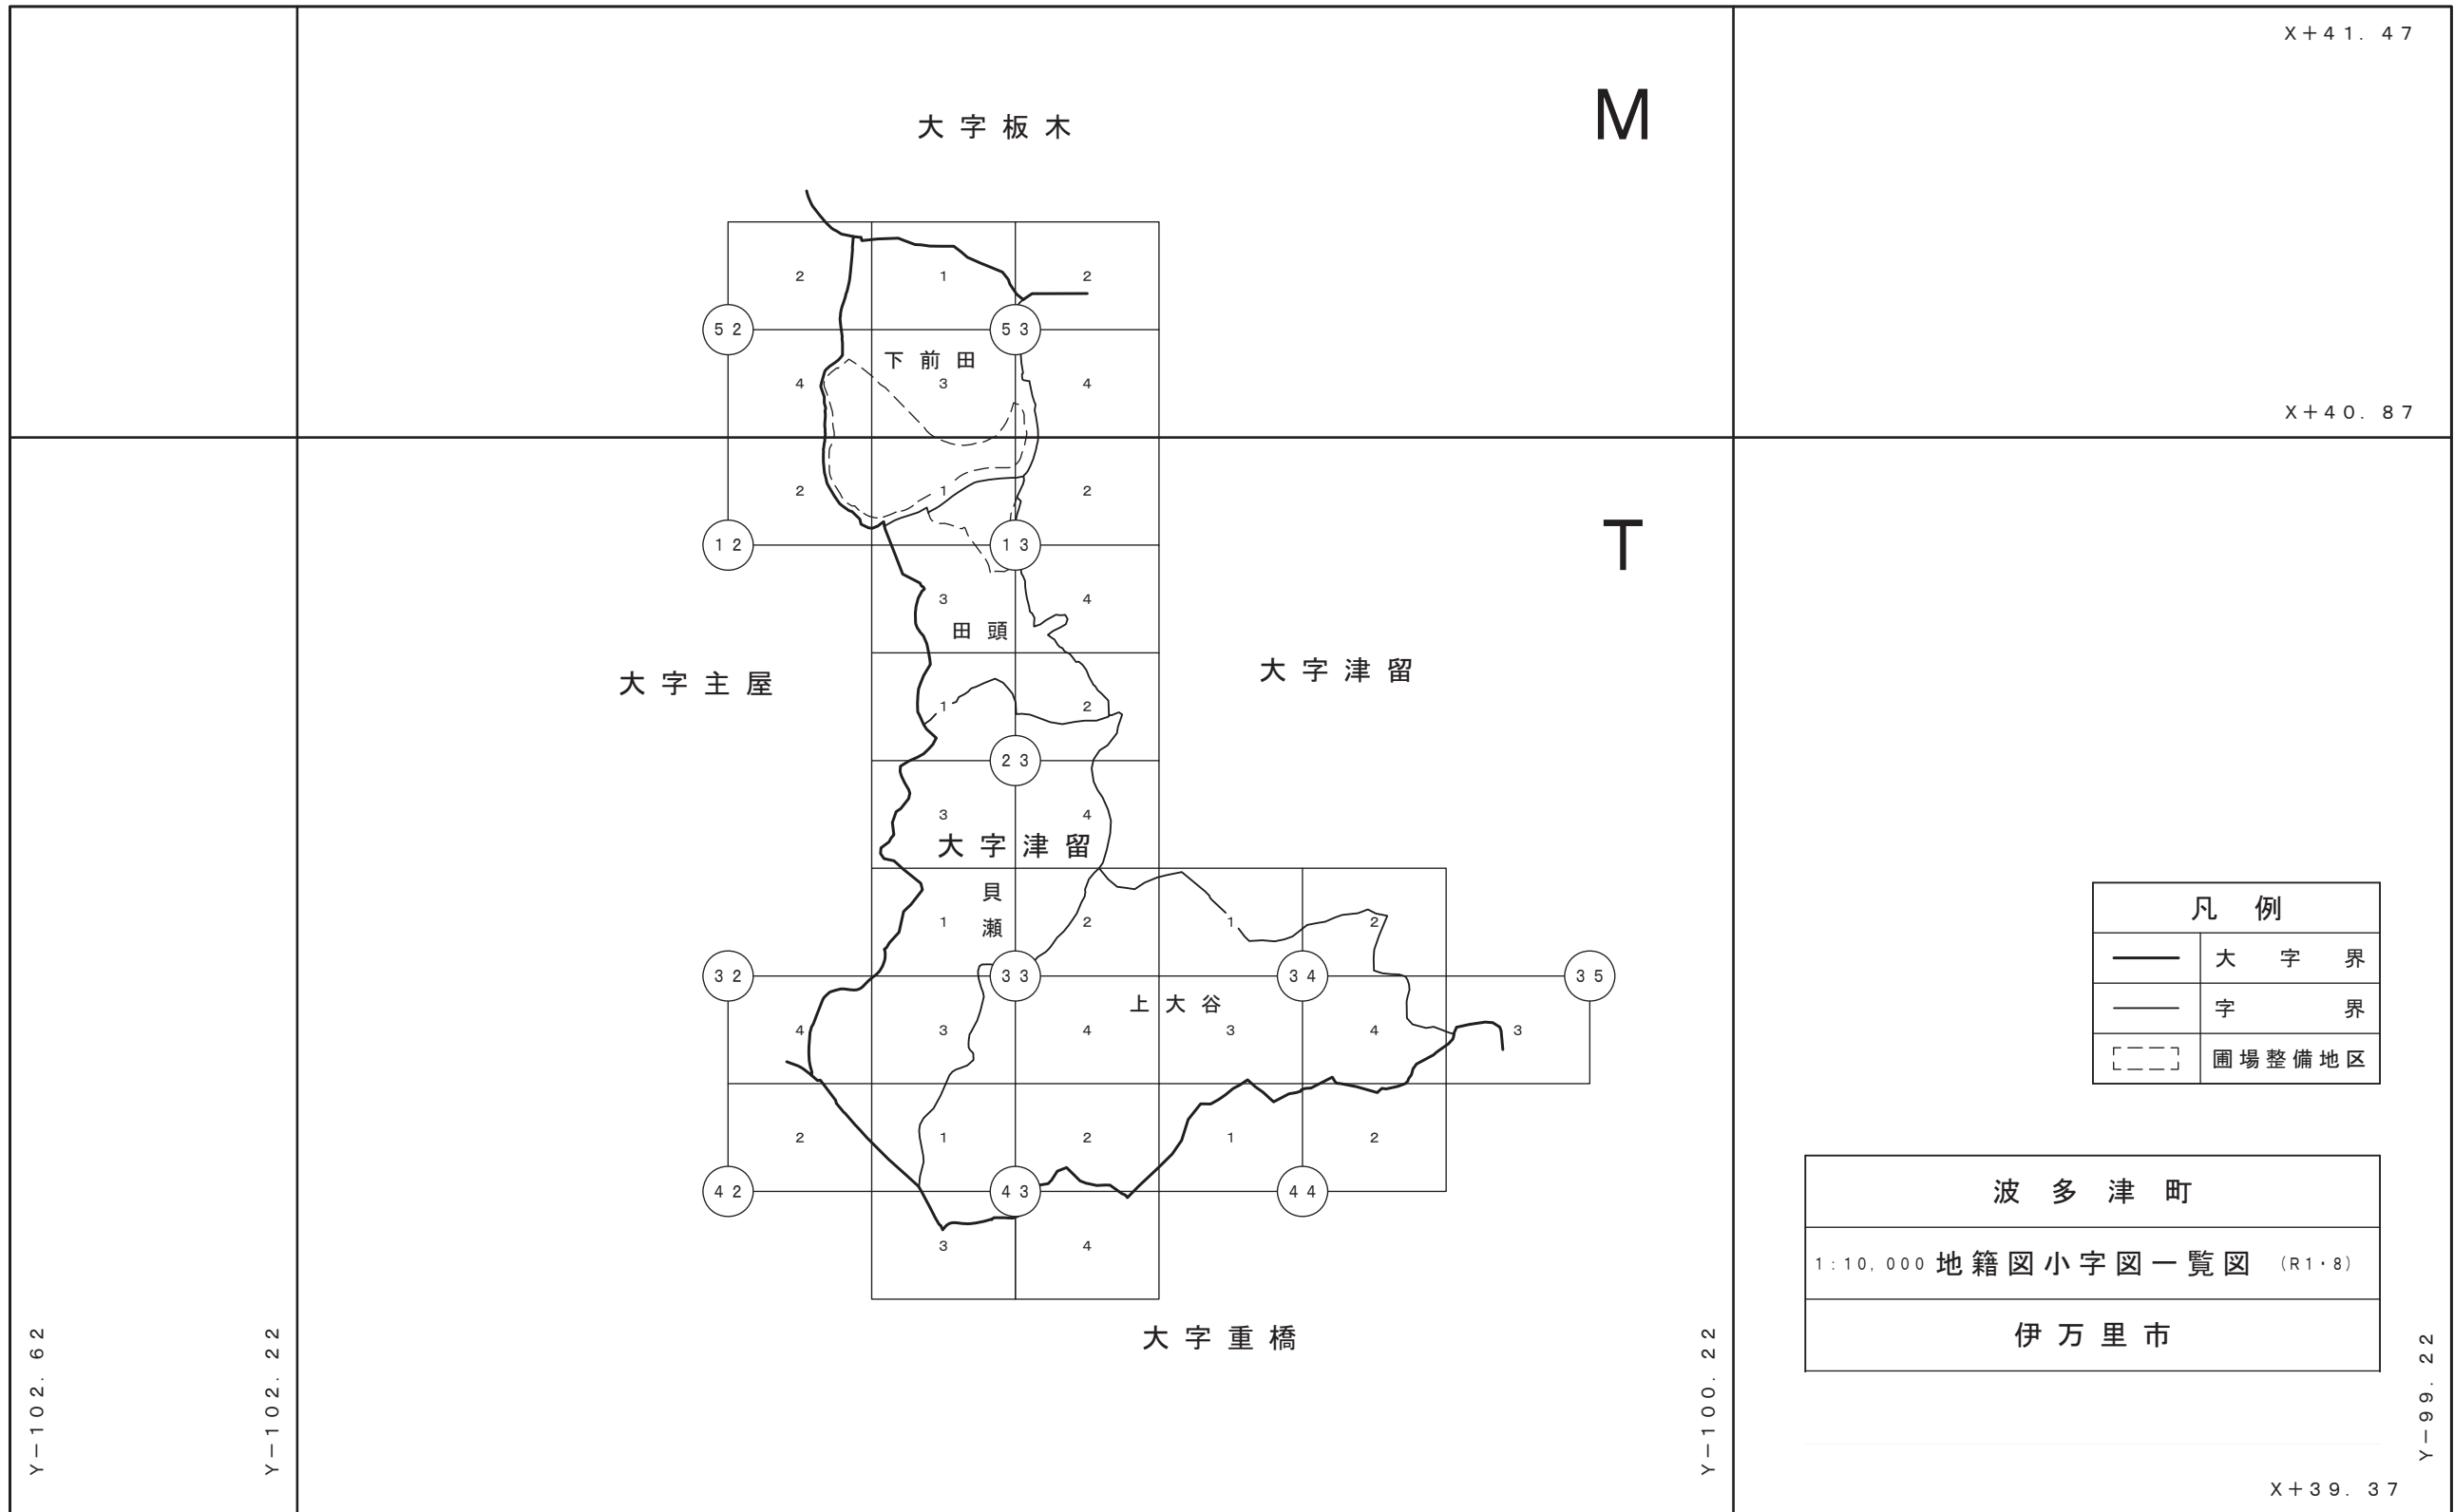 X+41. 47
M
大字板木
2 1 2
52 53
下前田
4 3 4
X+40. 87
2 1 2
12 13
T
3 4
田頭
大字主屋
大字津留
1 2
23
3 4
大字津留
貝瀬
1 2 1 2
32 33 34 35
上大谷
4 3 4 3 4 3
2 1 2 1 2
42 43 44
3 4
大字重橋
凡例
大字界
字界
圃場整備地区
波多津町
1:10,000 地籍図小字図一覧図 (R1・8)
伊万里市
Y-102. 62
Y-102. 22
Y-100. 22
Y-99. 22
X+39. 37